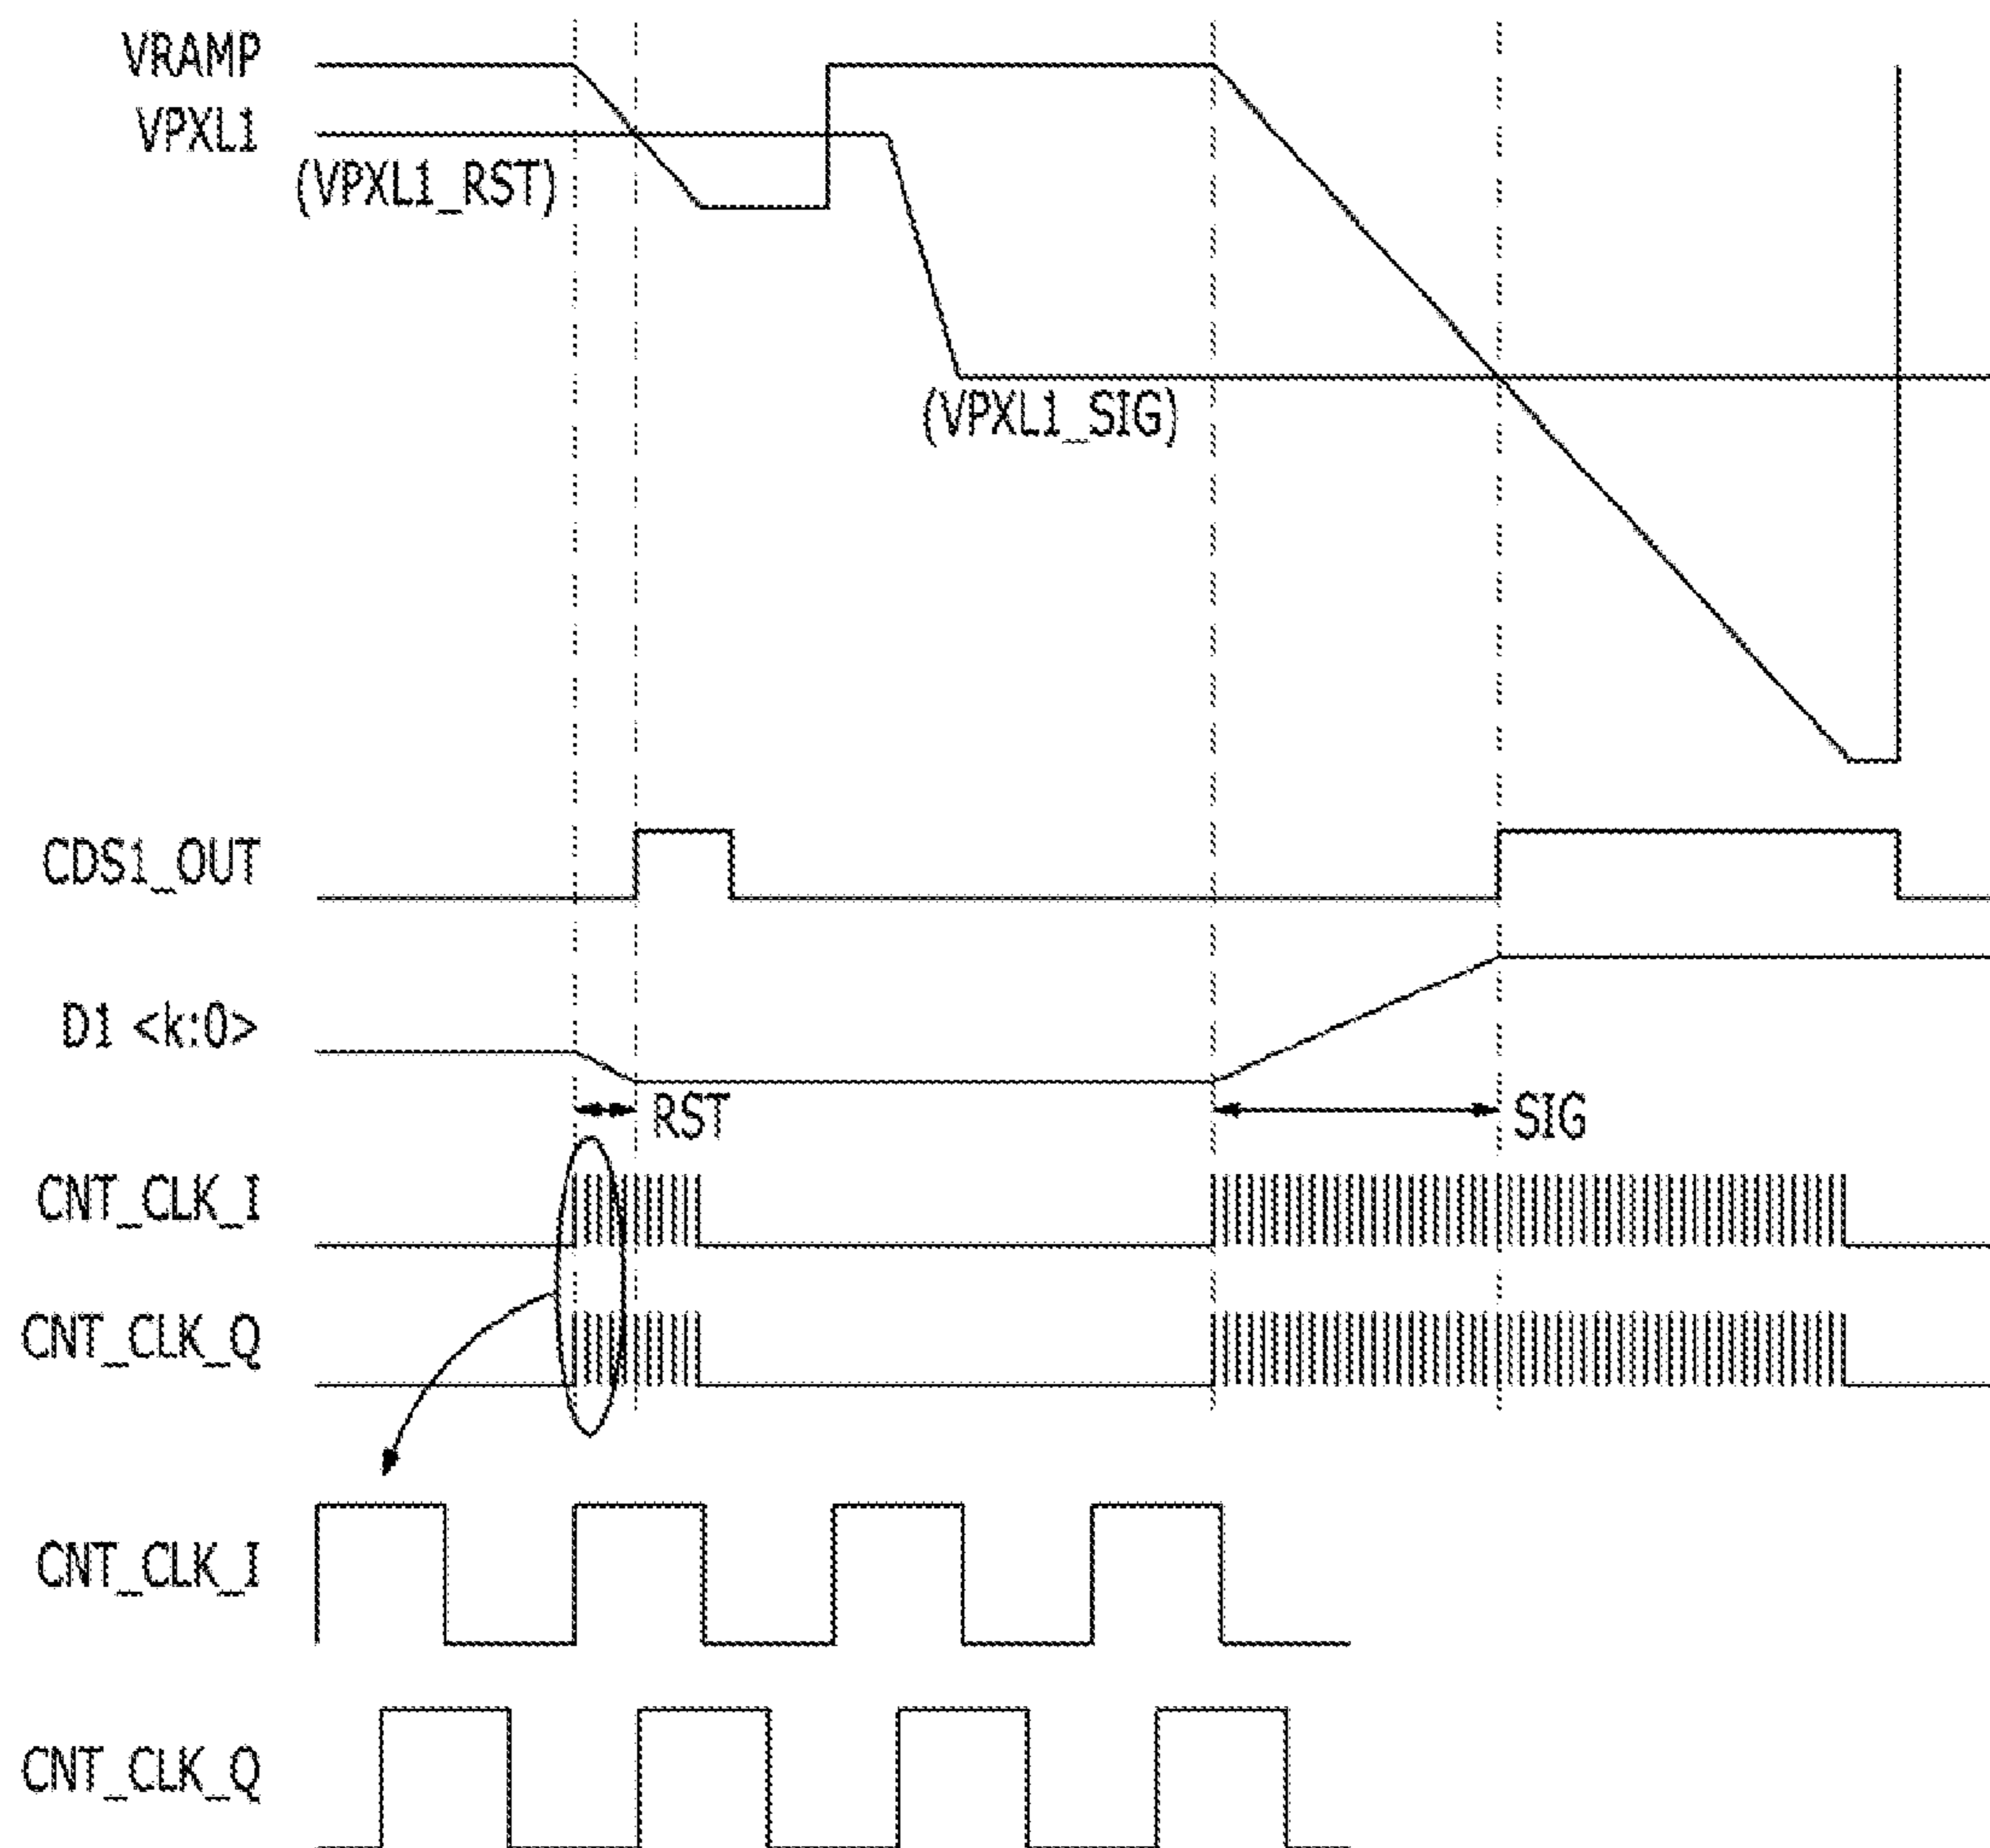 VRAMP
VPXL1
(VPXL1_RST)
(VPXL1_SIG)
CDS1_OUT
D1 <k:0>
RST
SIG
CNT_CLK_I
CNT_CLK_Q
CNT_CLK_I
CNT_CLK_Q